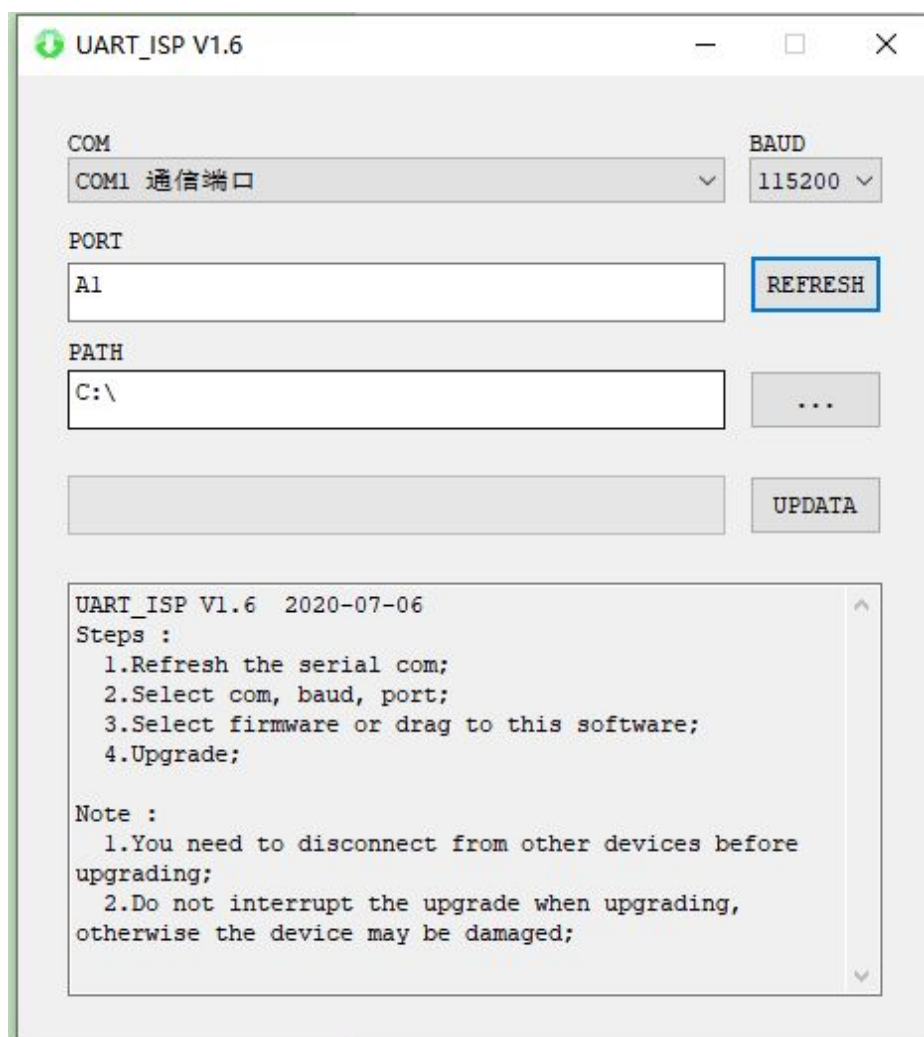 UART_ISP V1.6
COM
BAUD
COM1 通信端口
115200
PORT
A1
REFRESH
PATH
C:\
...
UPDATA
UART_ISP V1.6  2020-07-06
Steps :
  1.Refresh the serial com;
  2.Select com, baud, port;
  3.Select firmware or drag to this software;
  4.Upgrade;
Note :
  1.You need to disconnect from other devices before
upgrading;
  2.Do not interrupt the upgrade when upgrading,
otherwise the device may be damaged;